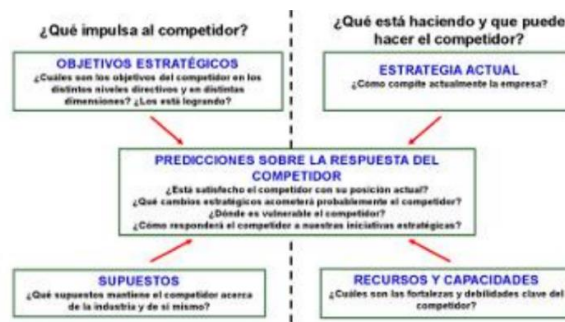 ¿Qué impulsa al competidor?
¿Qué está haciendo y que puede
hacer el competidor?
OBJETIVOS ESTRATÉGICOS
¿Cuáles son los objetivos del competidor en los
distintos niveles directivos y en distintas
dimensiones? ¿Los está logrando?
ESTRATEGIA ACTUAL
¿Cómo compite actualmente la empresa?
PREDICCIONES SOBRE LA RESPUESTA DEL
COMPETIDOR
¿Está satisfecho el competidor con su posición actual?
¿Qué cambios estratégicos acometerá probablemente el competidor?
¿Dónde es vulnerable el competidor?
¿Cómo responderá el competidor a nuestras iniciativas estratégicas?
SUPUESTOS
¿Qué supuestos mantiene el competidor acerca
de la industria y de si mismo?
RECURSOS Y CAPACIDADES
¿Cuáles son las fortalezas y debilidades clave del
competidor?